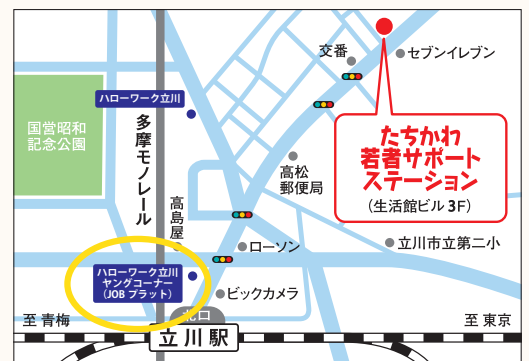 交番
セブンイレブン
ハローワーク立川
国営昭和
記念公園
多摩モノレール
たちかわ
若者サポート
ステーション
(生活館ビル 3F)
高松
郵便局
高島屋
ローソン
立川市立第二小
ハローワーク立川
ヤングコーナー
(JOB プラット)
ビックカメラ
至 青梅
北口
至 東京
立川駅